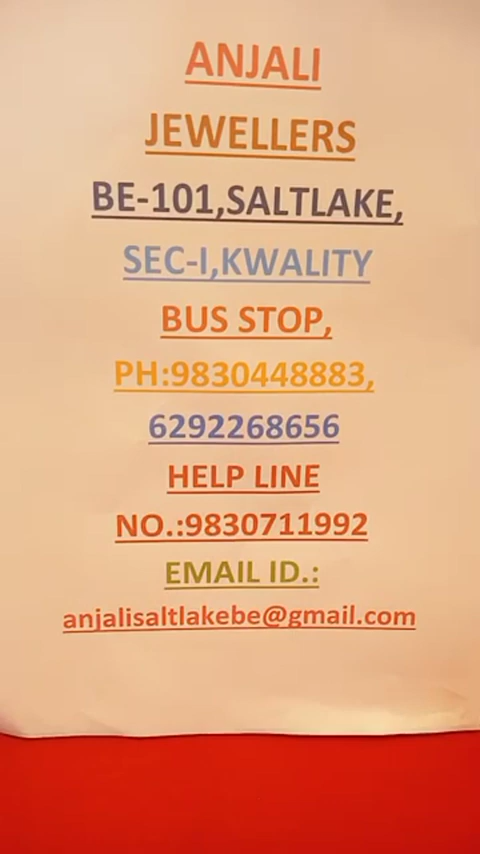 ANJALI
JEWELLERS
BE-101,SALTLAKE,
SEC-I,KWALITY
BUS STOP,
PH:9830448883,
6292268656
HELP LINE
NO.:9830711992
EMAIL ID.:
anjalisaltlakebe@gmail.com